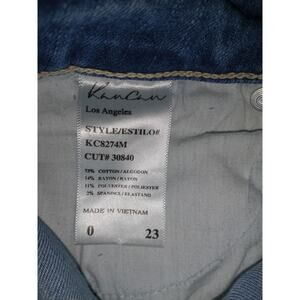 KanCan
Los Angeles
STYLE/ESTILO#
KC8274M
CUT# 30840
73% COTTON/ALGODON
14% RAYON/RAYON
11% POLYESTER/POLIESTER
2% SPANDEX/ELASTANO
MADE IN VIETNAM
0 23